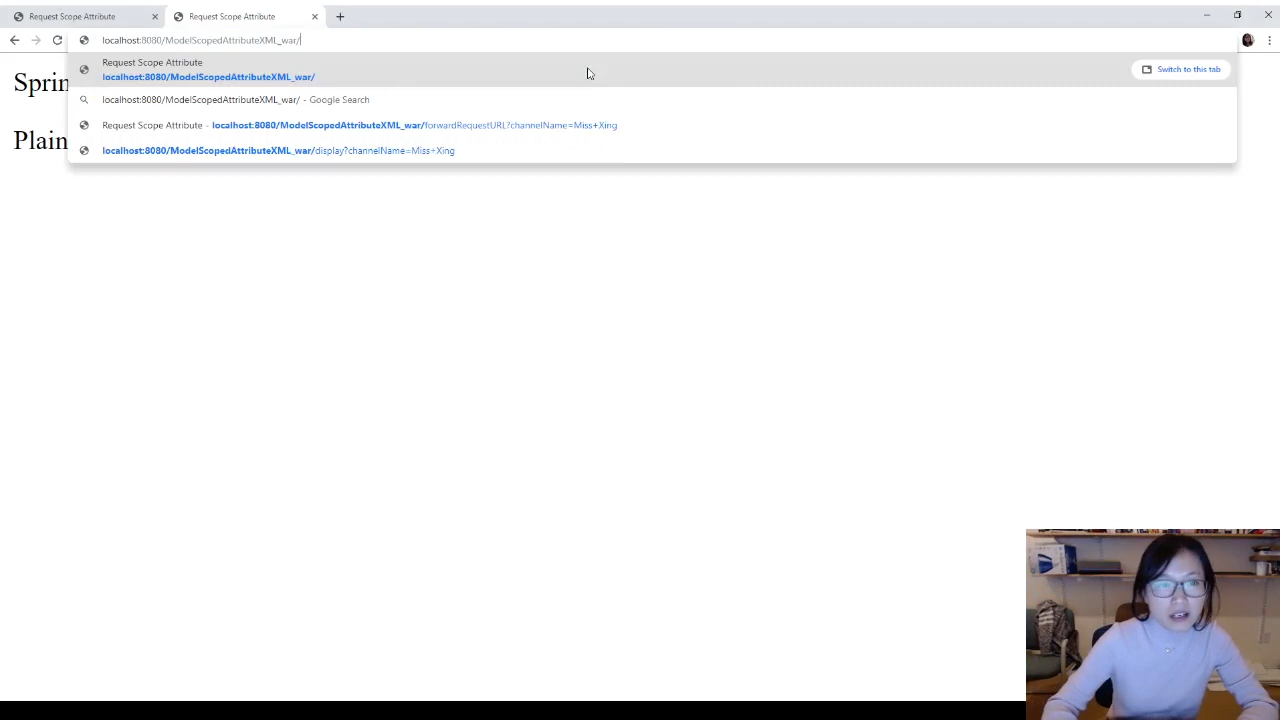 Request Scope Attribute
Request Scope Attribute
localhost:8080/ModelScopedAttributeXML_war/
Request Scope Attribute
localhost:8080/ModelScopedAttributeXML_war/
Switch to this tab
localhost:8080/ModelScopedAttributeXML_war/ - Google Search
Request Scope Attribute - localhost:8080/ModelScopedAttributeXML_war/forwardRequestURL?channelName=Miss+Xing
localhost:8080/ModelScopedAttributeXML_war/display?channelName=Miss+Xing
Sprin
Plain